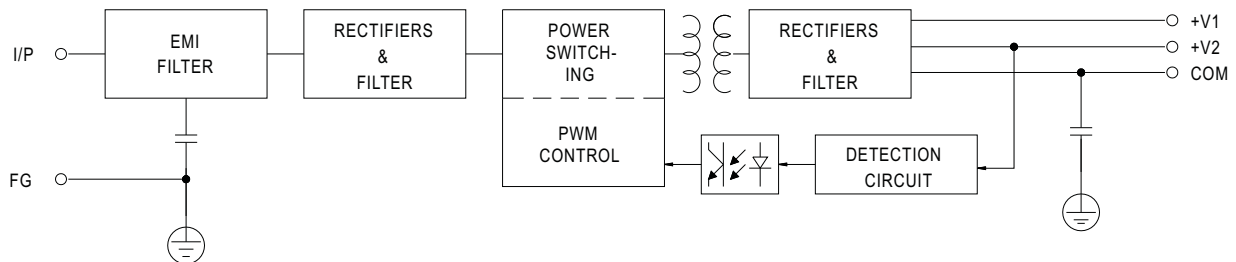 I/P
EMI
FILTER
RECTIFIERS
&
FILTER
POWER
SWITCH-
ING
PWM
CONTROL
RECTIFIERS
&
FILTER
+V1
+V2
COM
DETECTION
CIRCUIT
FG